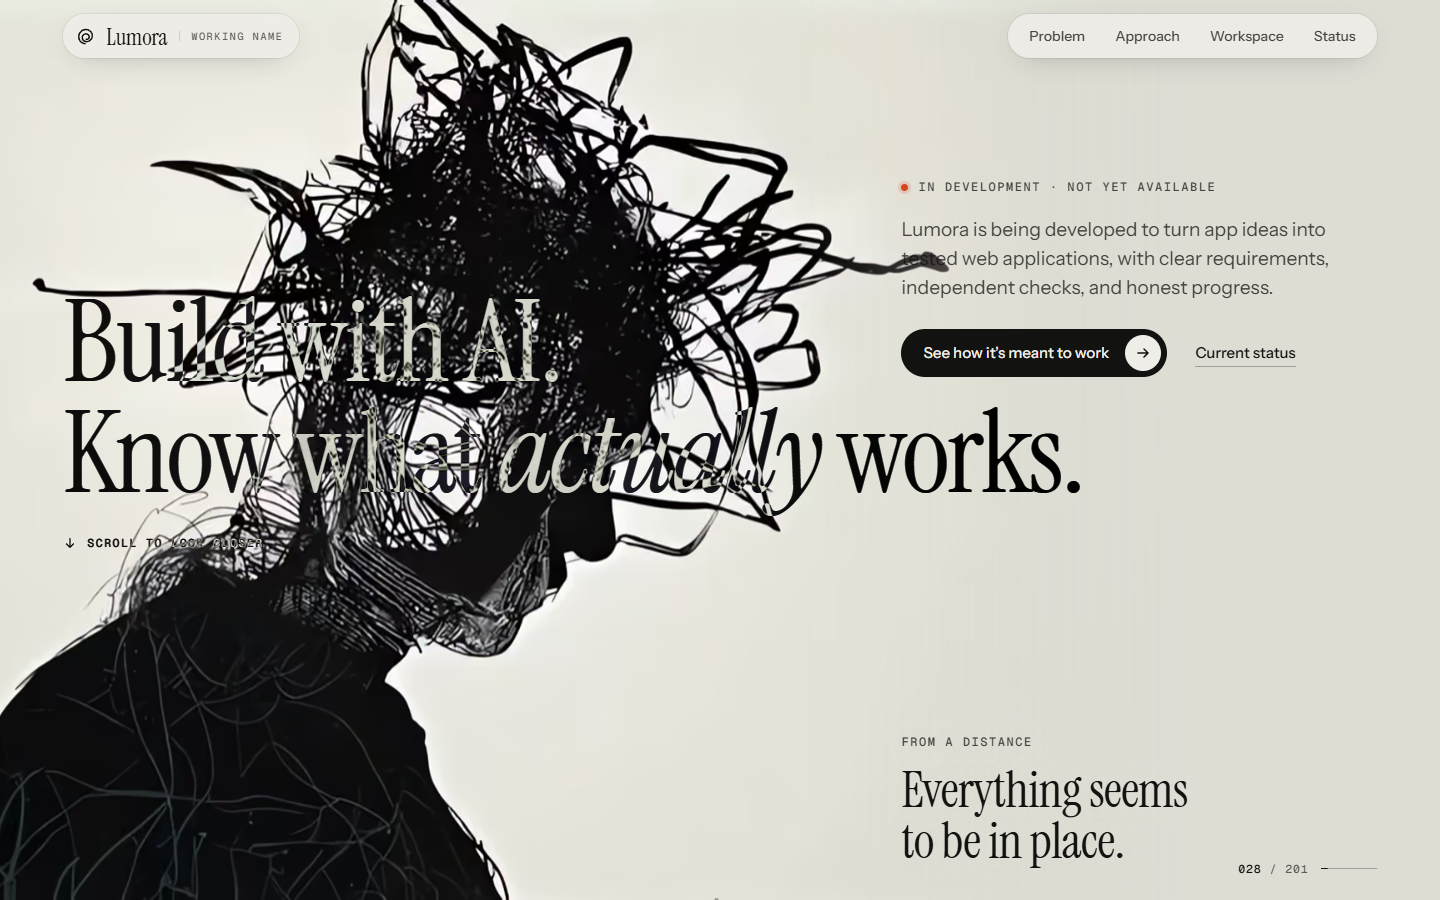 Lumora
WORKING NAME
Problem
Approach
Workspace
Status
IN DEVELOPMENT · NOT YET AVAILABLE
Lumora is being developed to turn app ideas into
tested web applications, with clear requirements,
independent checks, and honest progress.
See how it's meant to work
Current status
Build with AI.
Know what actually works.
SCROLL TO LOOK CLOSER
FROM A DISTANCE
Everything seems
to be in place.
028 / 201